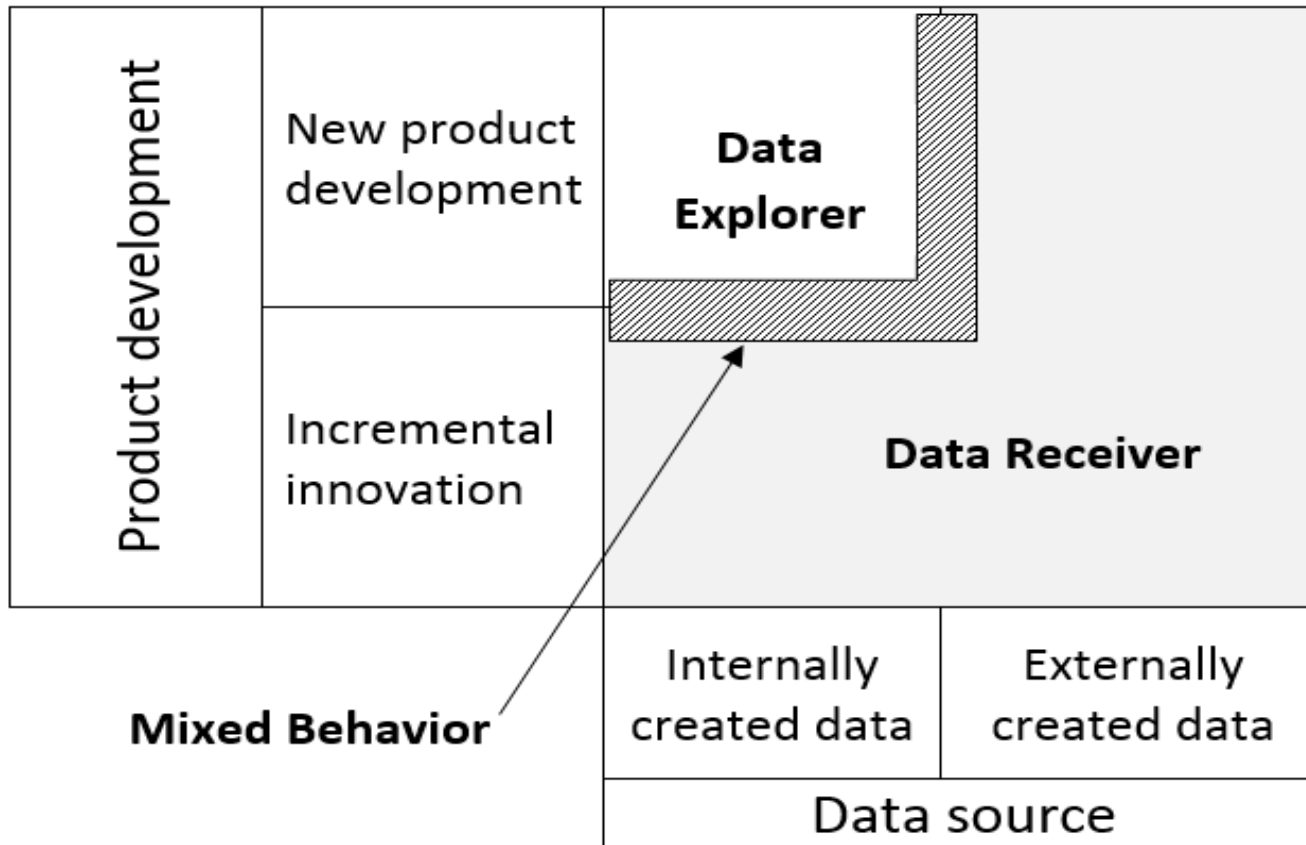 Product development
New product
development
Data
Explorer
Incremental
innovation
Data Receiver
Mixed Behavior
Internally
created data
Externally
created data
Data source